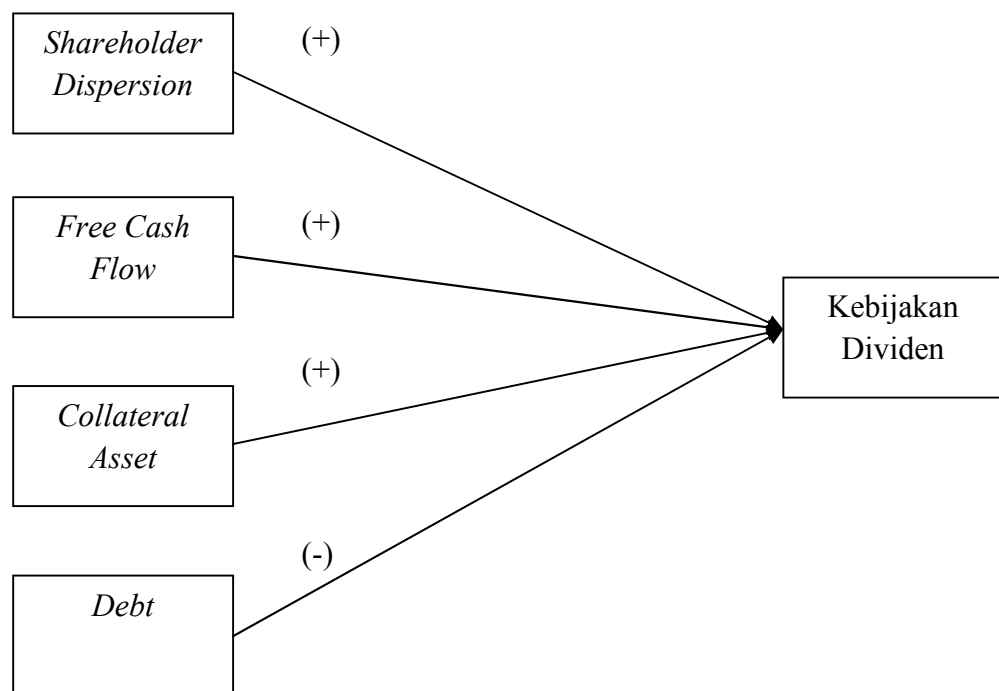 Shareholder
Dispersion
(+)
Free Cash
Flow
(+)
Kebijakan
Dividen
Collateral
Asset
(+)
Debt
(-)